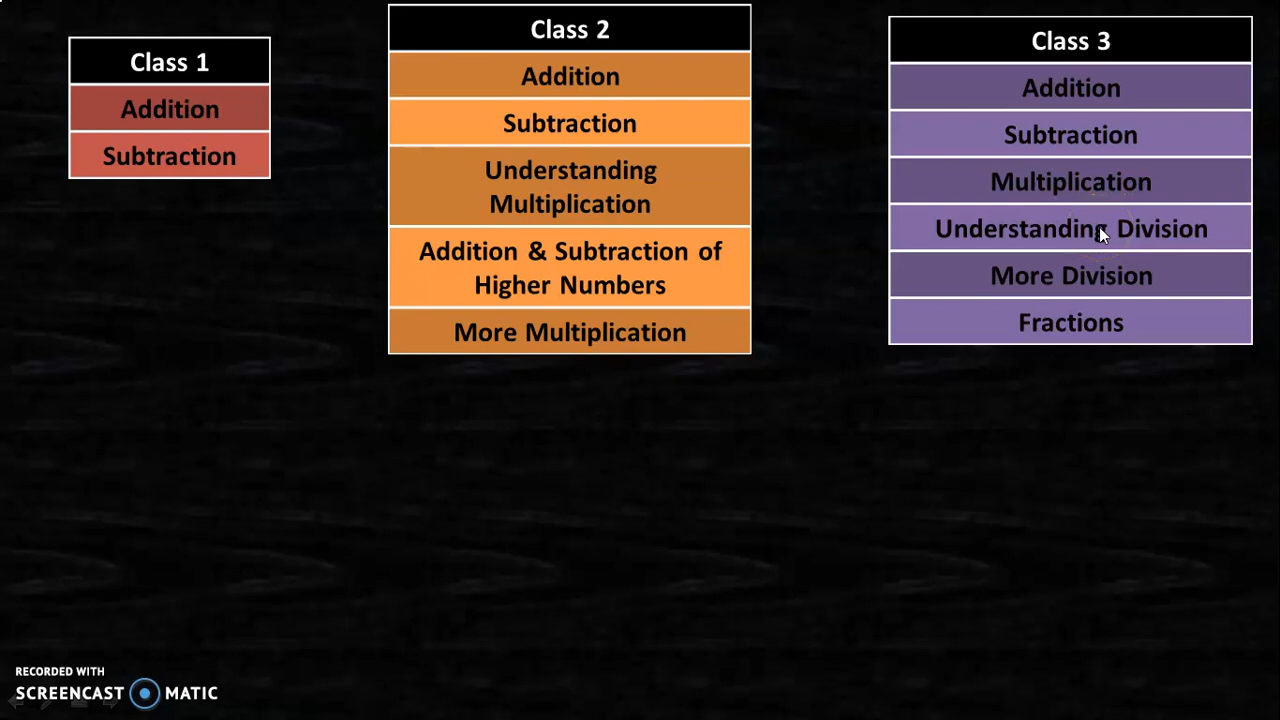 Class 1
Addition
Subtraction
Class 2
Addition
Subtraction
Understanding
Multiplication
Addition & Subtraction of
Higher Numbers
More Multiplication
Class 3
Addition
Subtraction
Multiplication
Understanding Division
More Division
Fractions
RECORDED WITH
SCREENCAST MATIC